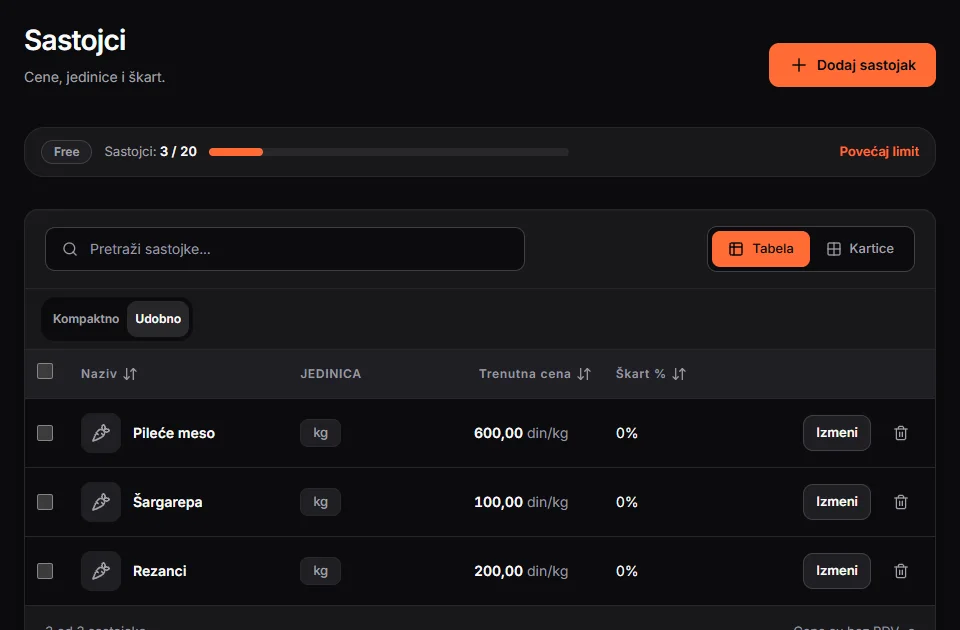 Sastojci
Cene, jedinice i škart.
Dodaj sastojak
Free Sastojci: 3 / 20 Povećaj limit
Pretraži sastojke... Tabela Kartice
Kompaktno Udobno
Naziv JEDINICA Trenutna cena Škart %
Pileće meso kg 600,00 din/kg 0% Izmeni
Šargarepa kg 100,00 din/kg 0% Izmeni
Rezanci kg 200,00 din/kg 0% Izmeni